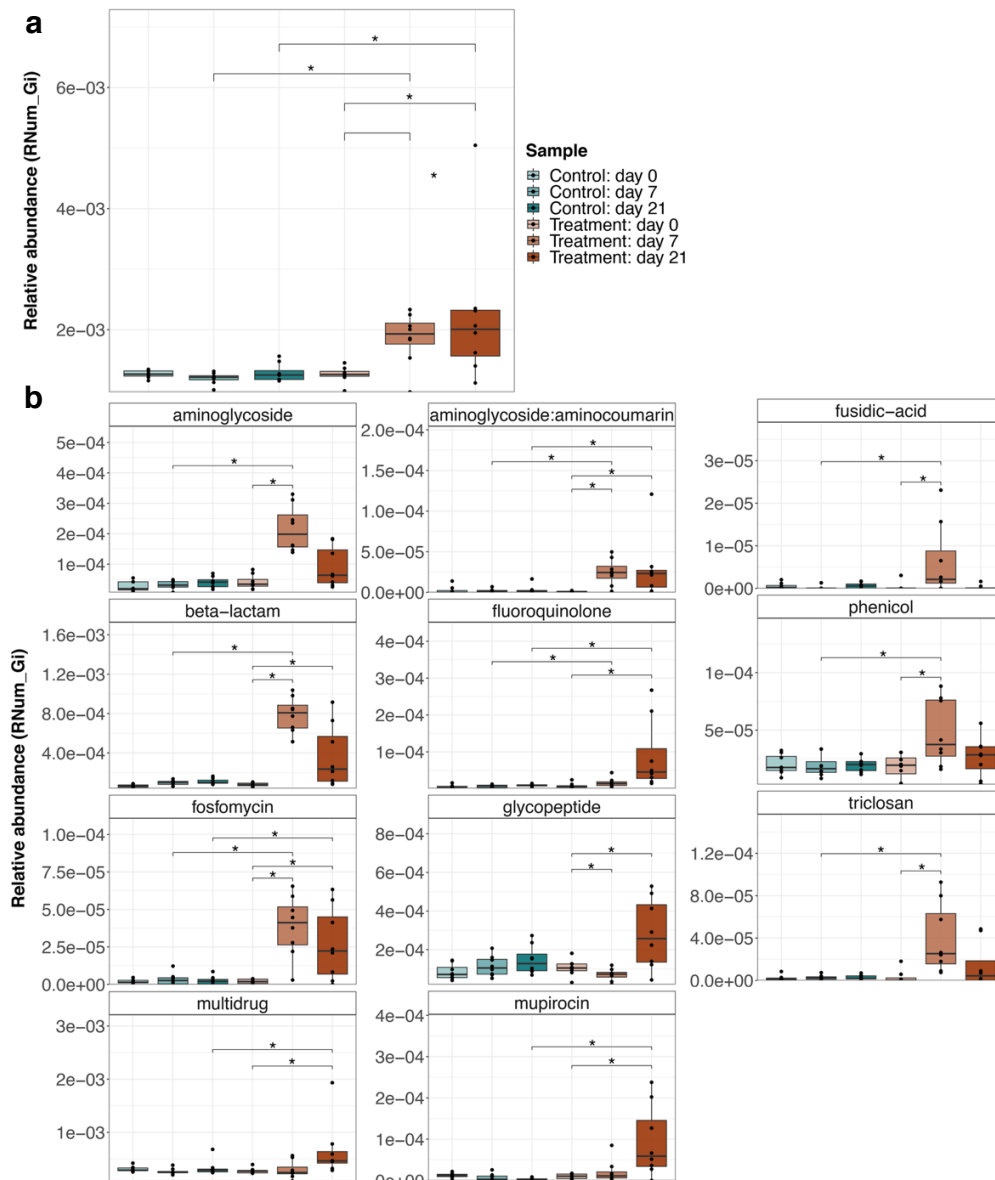 a
Relative abundance (RNum_Gi)
6e−03
4e−03
2e−03
*
*
*
*
Sample
Control: day 0
Control: day 7
Control: day 21
Treatment: day 0
Treatment: day 7
Treatment: day 21
b
Relative abundance (RNum_Gi)
aminoglycoside
5e−04
4e−04
3e−04
2e−04
1e−04
*
*
aminoglycoside:aminocoumarin
2.0e−04
1.5e−04
1.0e−04
5.0e−05
0.0e+00
*
*
*
*
fusidic−acid
3e−05
2e−05
1e−05
0e+00
*
*
beta−lactam
1.6e−03
1.2e−03
8.0e−04
4.0e−04
*
*
*
fluoroquinolone
4e−04
3e−04
2e−04
1e−04
*
*
*
phenicol
1e−04
5e−05
*
*
fosfomycin
1.0e−04
7.5e−05
5.0e−05
2.5e−05
0.0e+00
*
*
*
*
glycopeptide
8e−04
6e−04
4e−04
2e−04
*
*
triclosan
1.2e−04
8.0e−05
4.0e−05
0.0e+00
*
*
multidrug
3e−03
2e−03
1e−03
*
*
mupirocin
4e−04
3e−04
2e−04
1e−04
0e+00
*
*